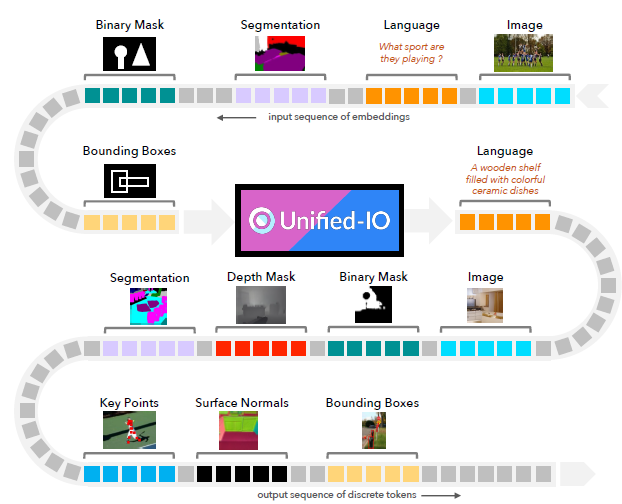 Binary Mask
Segmentation
Language
Image
What sport are
they playing ?
input sequence of embeddings
Bounding Boxes
Unified-IO
Language
A wooden shelf
filled with colorful
ceramic dishes
Segmentation
Depth Mask
Binary Mask
Image
Key Points
Surface Normals
Bounding Boxes
output sequence of discrete tokens